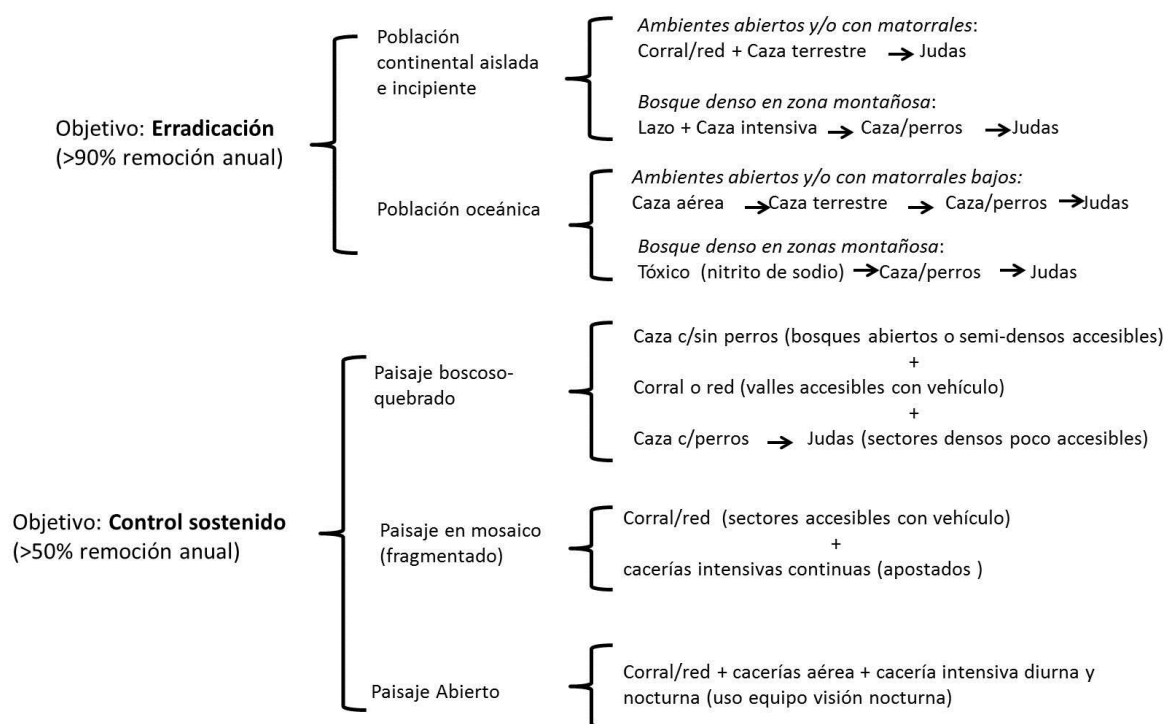 Objetivo: Erradicación
(>90% remoción anual)
Población
continental aislada
e incipiente
Ambientes abiertos y/o con matorrales:
Corral/red + Caza terrestre → Judas
Bosque denso en zona montañosa:
Lazo + Caza intensiva → Caza/perros → Judas
Población oceánica
Ambientes abiertos y/o con matorrales bajos:
Caza aérea → Caza terrestre → Caza/perros → Judas
Bosque denso en zonas montañosa:
Tóxico (nitrito de sodio) → Caza/perros → Judas
Objetivo: Control sostenido
(>50% remoción anual)
Paisaje boscoso-
quebrado
Caza c/sin perros (bosques abiertos o semi-densos accesibles)
+
Corral o red (valles accesibles con vehículo)
+
Caza c/perros → Judas (sectores densos poco accesibles)
Paisaje en mosaico
(fragmentado)
Corral/red (sectores accesibles con vehículo)
+
cacerías intensivas continuas (apostados )
Paisaje Abierto
Corral/red + cacerías aérea + cacería intensiva diurna y
nocturna (uso equipo visión nocturna)